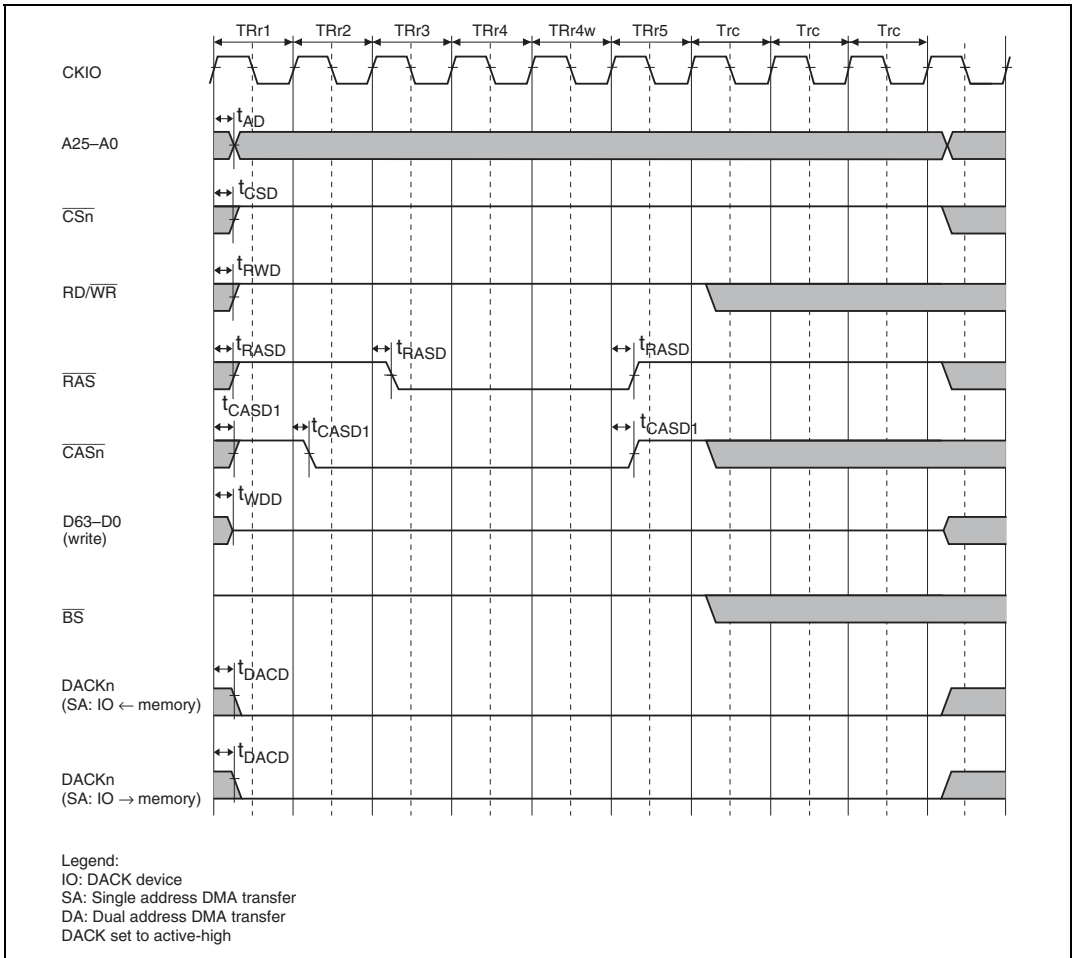 TRr1 TRr2 TRr3 TRr4 TRr4w TRr5 Trc Trc Trc
CKIO
tAD
A25–A0
tCSD
CSn
tRWD
RD/WR
tRASD tRASD tRASD
RAS
tCASD1 tCASD1 tCASD1
CASn
tWDD
D63–D0
(write)
BS
tDACD
DACKn
(SA: IO ← memory)
tDACD
DACKn
(SA: IO → memory)
Legend:
IO: DACK device
SA: Single address DMA transfer
DA: Dual address DMA transfer
DACK set to active-high